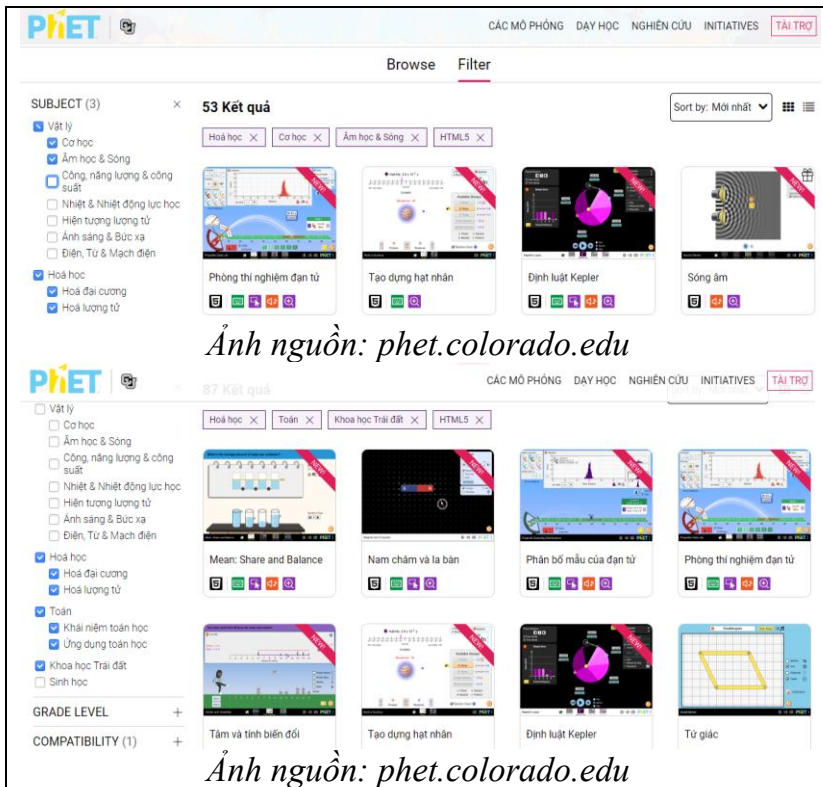 PhET
CÁC MÔ PHỎNG DẠY HỌC NGHIÊN CỨU INITIATIVES TÀI TRỢ
Browse Filter
SUBJECT (3) ×
Vật lý
Cơ học
Âm học & Sóng
Công, năng lượng & công suất
Nhiệt & Nhiệt động lực học
Hiện tượng lượng tử
Ánh sáng & Bức xạ
Điện, Từ & Mạch điện
Hoá học
Hoá đại cương
Hoá lượng tử
53 Kết quả
Sort by: Mới nhất
Hoá học × Cơ học × Âm học & Sóng × HTML5 ×
NEW! NEW! NEW!
Phòng thí nghiệm đạn tử Tạo dựng hạt nhân Định luật Kepler Sóng âm
Ảnh nguồn: phet.colorado.edu
PhET
87 Kết quả
CÁC MÔ PHỎNG DẠY HỌC NGHIÊN CỨU INITIATIVES TÀI TRỢ
Vật lý
Cơ học
Âm học & Sóng
Công, năng lượng & công suất
Nhiệt & Nhiệt động lực học
Hiện tượng lượng tử
Ánh sáng & Bức xạ
Điện, Từ & Mạch điện
Hoá học
Hoá đại cương
Hoá lượng tử
Toán
Khái niệm toán học
Ứng dụng toán học
Khoa học Trái đất
Sinh học
GRADE LEVEL +
COMPATIBILITY (1) +
Hoá học × Toán × Khoa học Trái đất × HTML5 ×
NEW! NEW! NEW! NEW!
Mean: Share and Balance Nam châm và la bàn Phân bố mẫu của đạn tử Phòng thí nghiệm đạn tử
NEW! NEW! NEW!
Tâm và tính biến đổi Tạo dựng hạt nhân Định luật Kepler Tứ giác
Ảnh nguồn: phet.colorado.edu